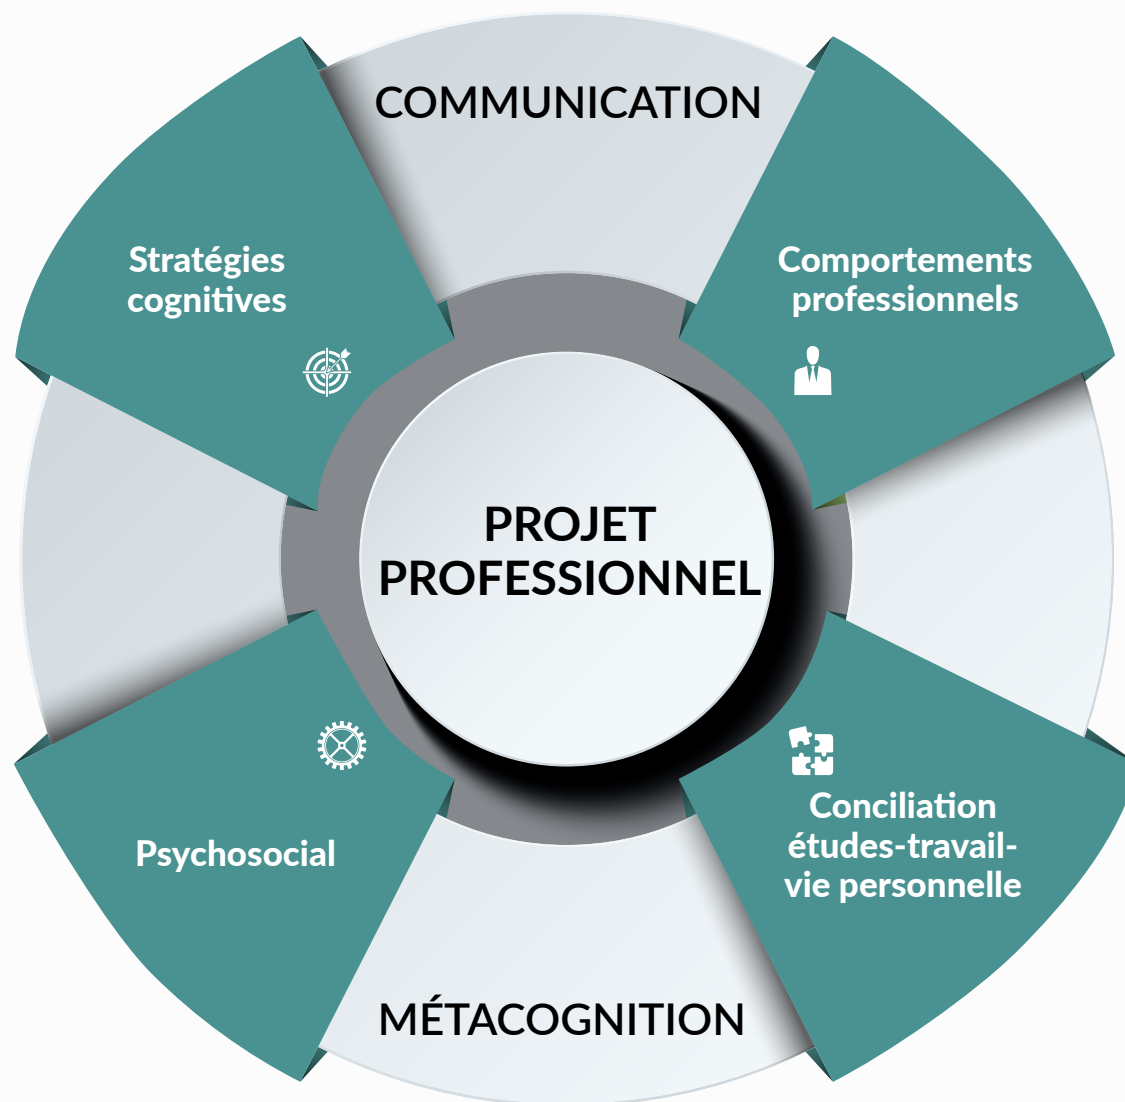 COMMUNICATION
Stratégies
cognitives
Comportements
professionnels
PROJET
PROFESSIONNEL
Psychosocial
Conciliation
études-travail-
vie personnelle
MÉTACOGNITION